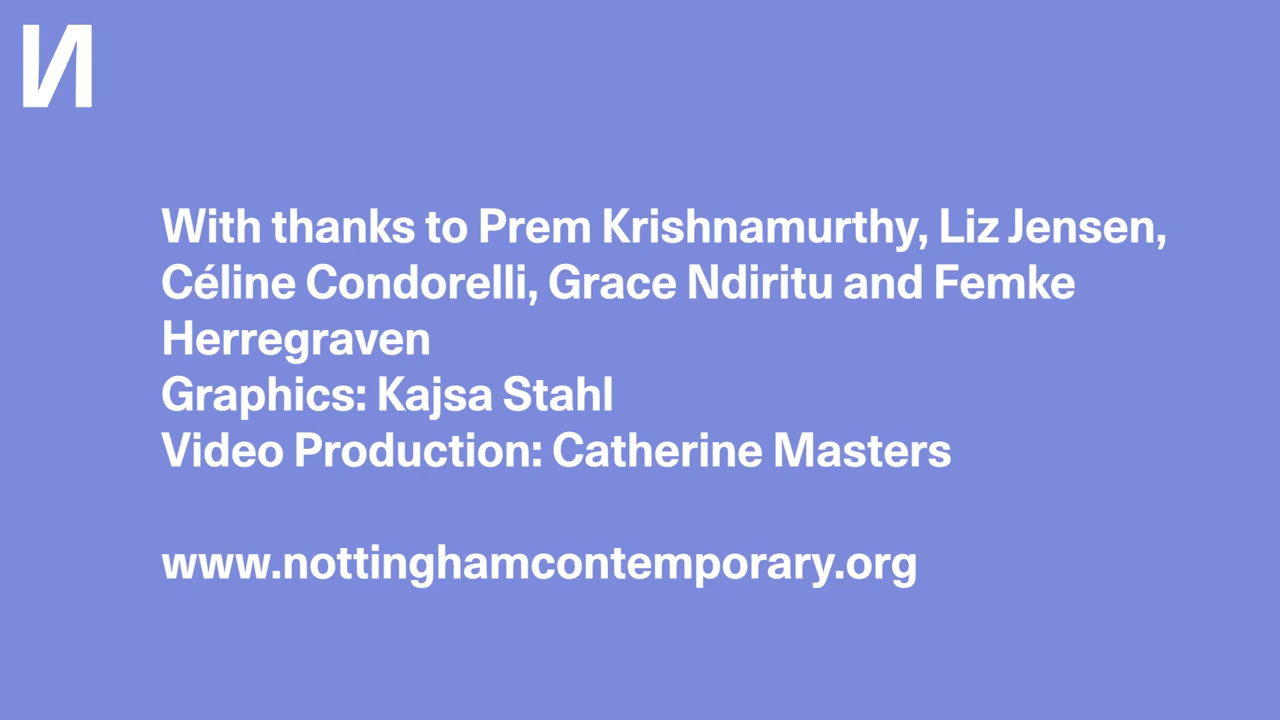 И
With thanks to Prem Krishnamurthy, Liz Jensen,
Céline Condorelli, Grace Ndiritu and Femke
Herregraven
Graphics: Kajsa Stahl
Video Production: Catherine Masters
www.nottinghamcontemporary.org